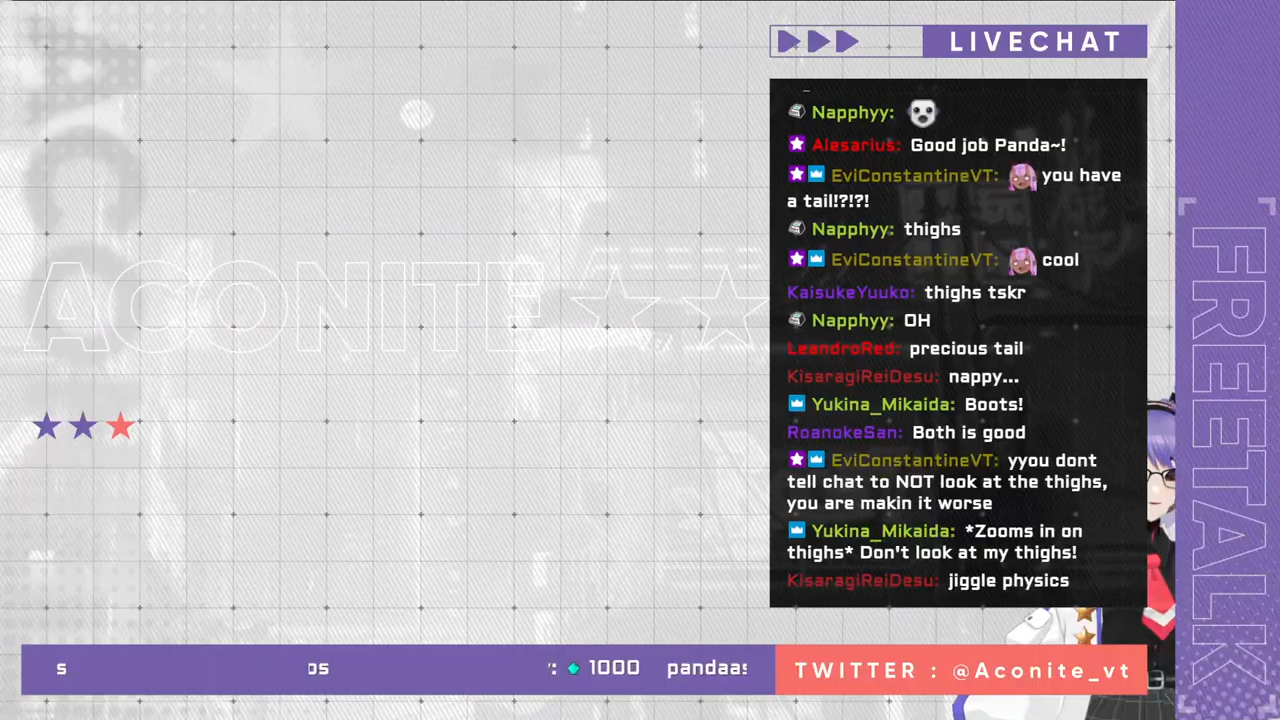 LIVECHAT
Napphyy:
Alesarius: Good job Panda~!
EviConstantineVT: you have
a tail!?!?!
Napphyy: thighs
EviConstantineVT: cool
KaisukeYuuko: thighs tskr
Napphyy: OH
LeandroRed: precious tail
KisaragiReiDesu: nappy...
Yukina_Mikaida: Boots!
RoanokeSan: Both is good
EviConstantineVT: yyou dont
tell chat to NOT look at the thighs,
you are makin it worse
Yukina_Mikaida: *Zooms in on
thighs* Don't look at my thighs!
KisaragiReiDesu: jiggle physics
ACONITE
FREETALK
s os : 1000 pandaas
TWITTER : @Aconite_vt